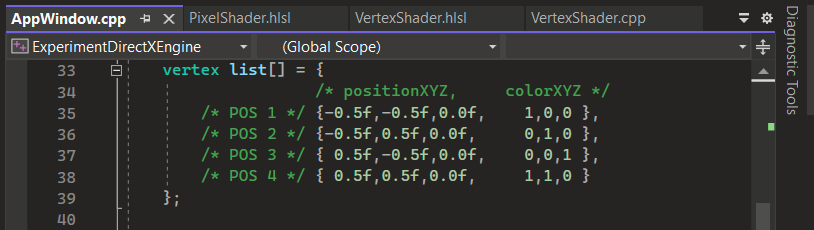 AppWindow.cpp PixelShader.hlsl VertexShader.hlsl VertexShader.cpp
ExperimentDirectXEngine (Global Scope)
33 vertex list[] = {
34 /* positionXYZ, colorXYZ */
35 /* POS 1 */ {-0.5f,-0.5f,0.0f, 1,0,0 },
36 /* POS 2 */ {-0.5f,0.5f,0.0f, 0,1,0 },
37 /* POS 3 */ { 0.5f,-0.5f,0.0f, 0,0,1 },
38 /* POS 4 */ { 0.5f,0.5f,0.0f, 1,1,0 }
39 };
40
Diagnostic Tools